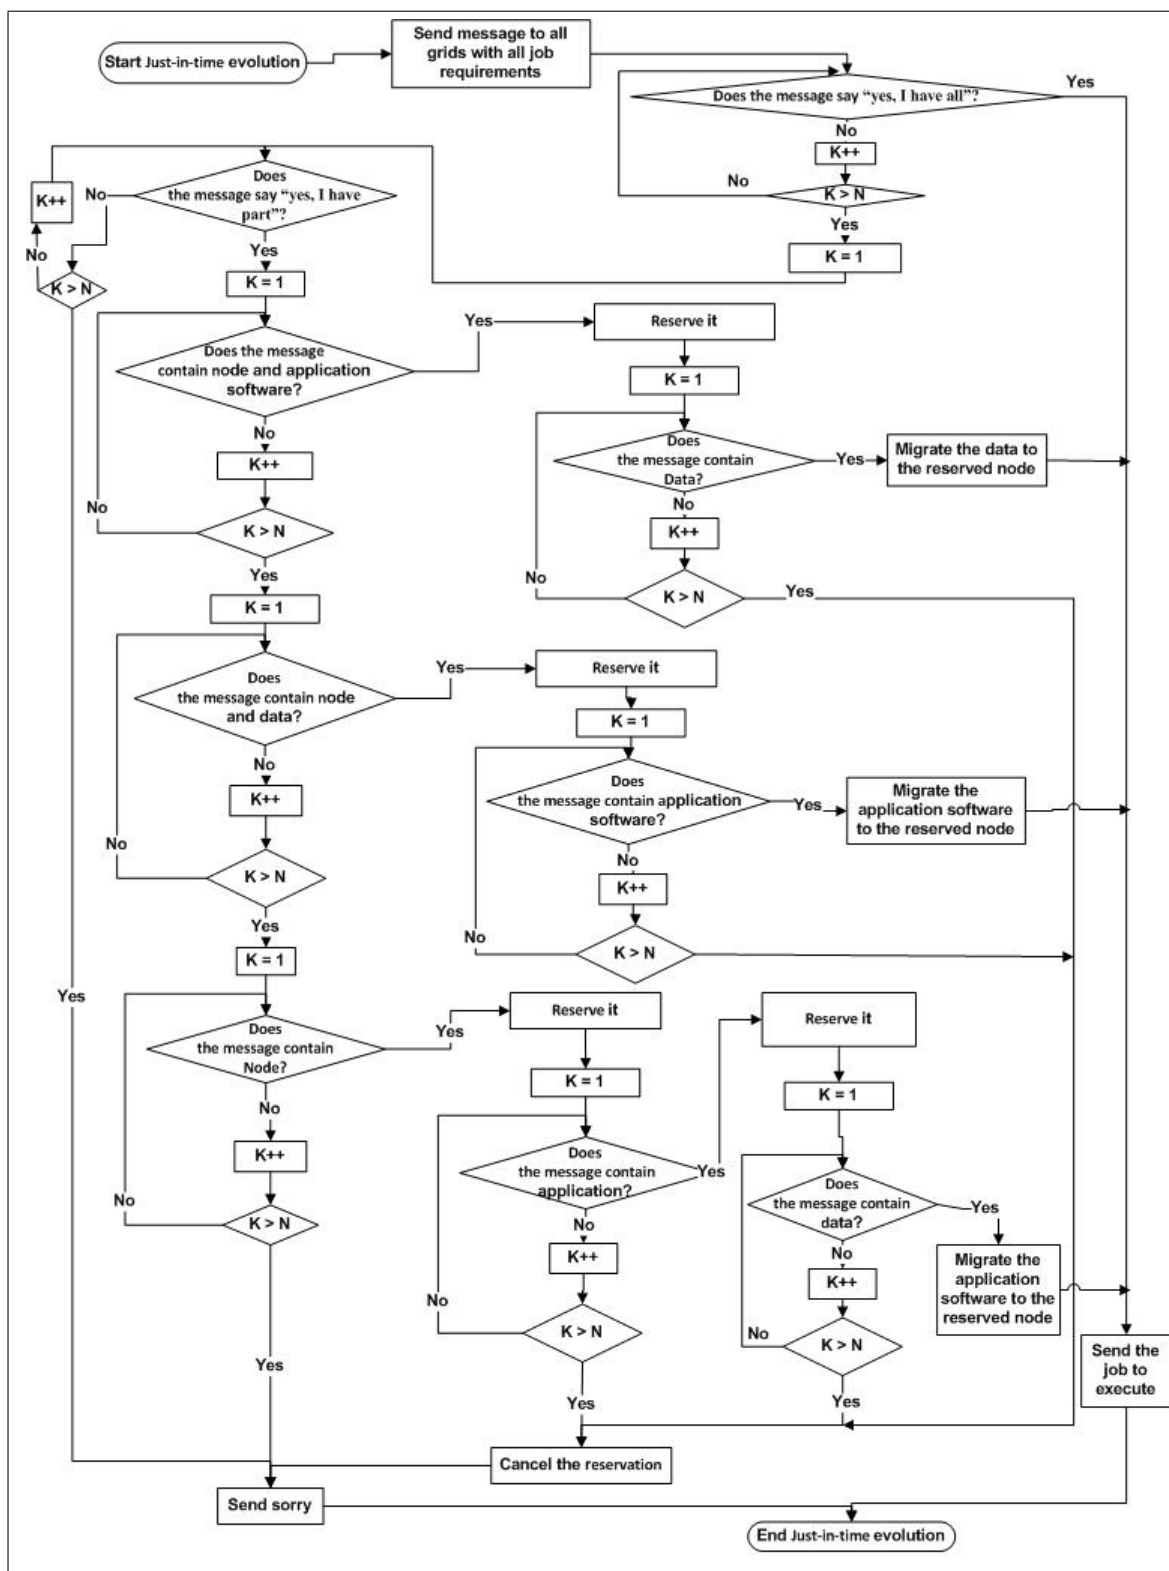 Start Just-in-time evolution
Send message to all
grids with all job
requirements
Does the message say “yes, I have all”?
Yes
No
K++
K > N
No
Yes
K = 1
Does
the message say “yes, I have
part”?
No
K++
No
K > N
Yes
Yes
K = 1
Does the message
contain node and application
software?
Yes
Reserve it
K = 1
Does
the message contain
Data?
Yes
Migrate the data to
the reserved node
No
K++
K > N
No
Yes
No
K++
K > N
No
Yes
K = 1
Does
the message contain node
and data?
Yes
Reserve it
K = 1
Does
the message contain application
software?
Yes
Migrate the
application software
to the reserved node
No
K++
K > N
No
No
K++
K > N
No
Yes
K = 1
Does
the message contain
Node?
Yes
Reserve it
K = 1
Does
the message contain
application?
Yes
Reserve it
K = 1
Does
the message contain
data?
Yes
Migrate the
application
software to the
reserved node
No
K++
K > N
No
Yes
No
K++
K > N
No
Yes
No
K++
K > N
No
Yes
Send the
job to
execute
Cancel the reservation
Send sorry
End Just-in-time evolution